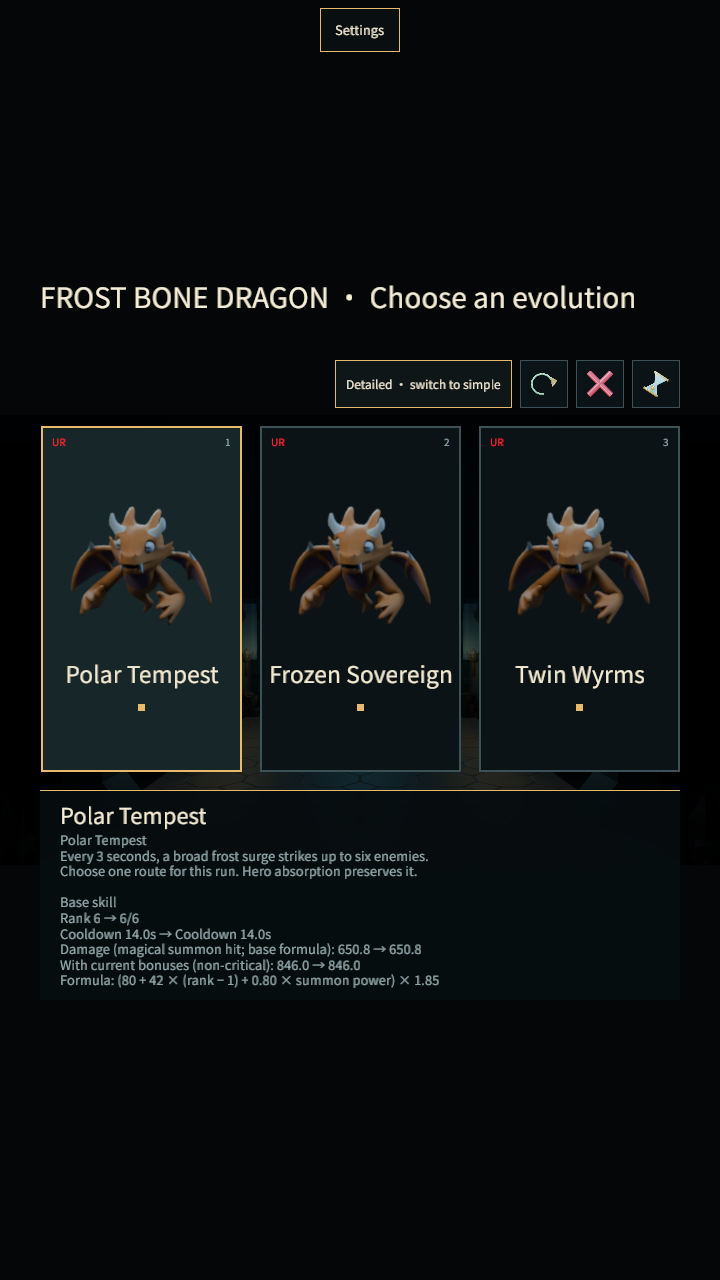 Settings
FROST BONE DRAGON • Choose an evolution
Detailed • switch to simple
UR 1
UR 2
UR 3
Polar Tempest
Frozen Sovereign
Twin Wyrms
Polar Tempest
Polar Tempest
Every 3 seconds, a broad frost surge strikes up to six enemies.
Choose one route for this run. Hero absorption preserves it.
Base skill
Rank 6 → 6/6
Cooldown 14.0s → Cooldown 14.0s
Damage (magical summon hit; base formula): 650.8 → 650.8
With current bonuses (non-critical): 846.0 → 846.0
Formula: (80 + 42 × (rank − 1) + 0.80 × summon power) × 1.85